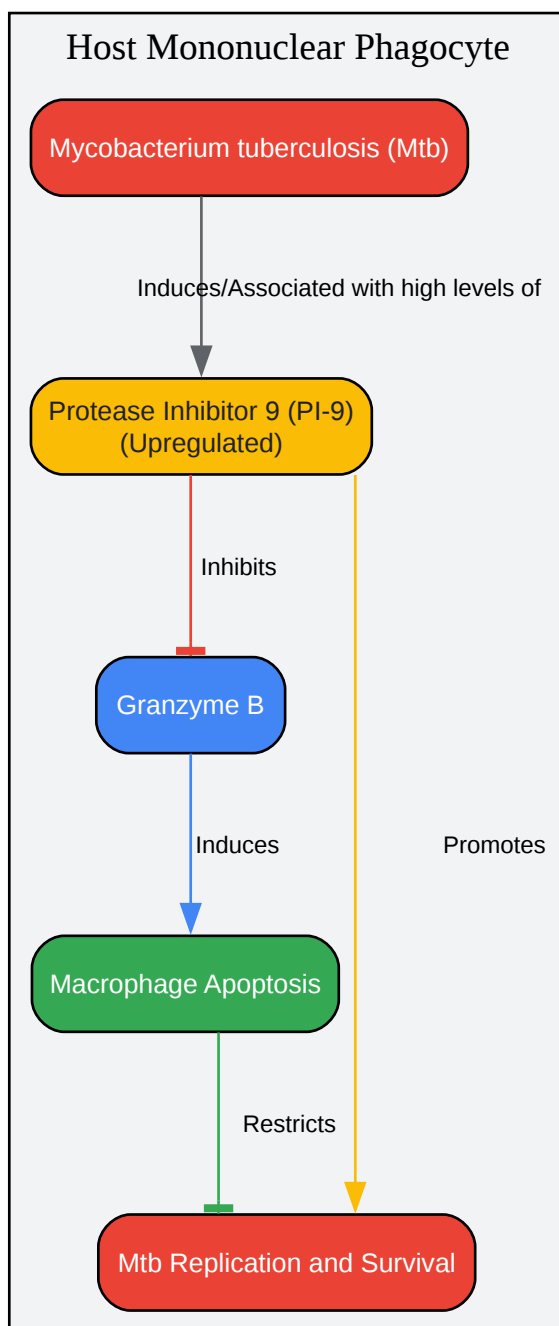 Host Mononuclear Phagocyte
Mycobacterium tuberculosis (Mtb)
Induces/Associated with high levels of
Protease Inhibitor 9 (PI-9)
(Upregulated)
Inhibits
Granzyme B
Induces
Promotes
Macrophage Apoptosis
Restricts
Mtb Replication and Survival